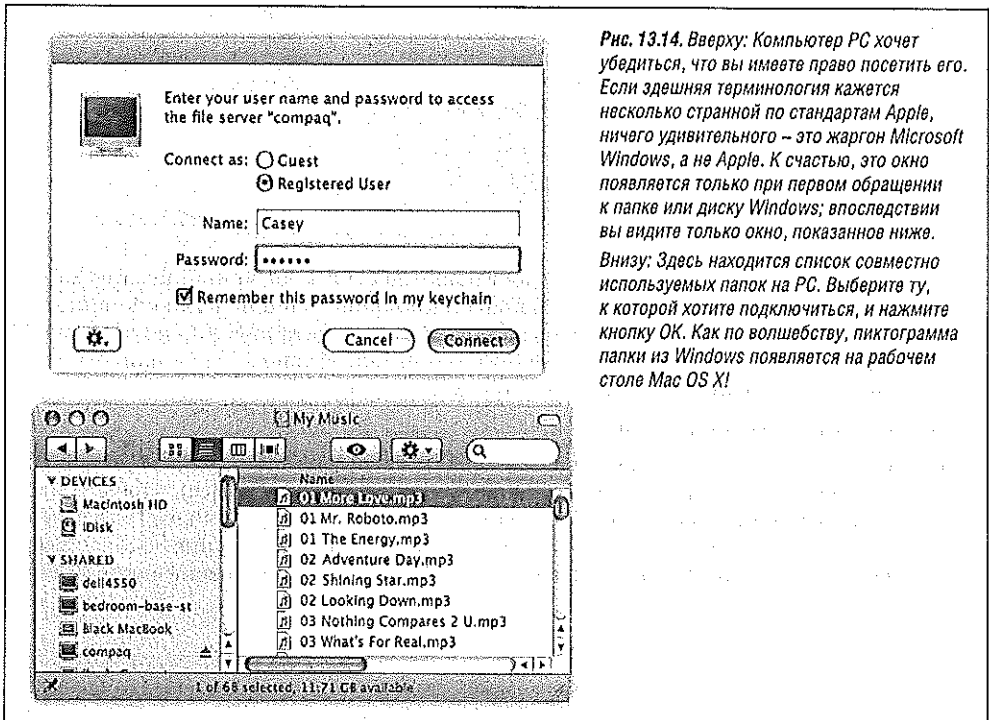 Enter your user name and password to access
the file server "compaq".
Connect as: Guest
Registered User
Name: Casey
Password: ••••••
Remember this password in my keychain
Cancel Connect
Рис. 13.14. Вверху: Компьютер PC хочет
убедиться, что вы имеете право посетить его.
Если здешняя терминология кажется
несколько странной по стандартам Apple,
ничего удивительного – это жаргон Microsoft
Windows, а не Apple. К счастью, это окно
появляется только при первом обращении
к папке или диску Windows; впоследствии
вы видите только окно, показанное ниже.
Внизу: Здесь находится список совместно
используемых папок на PC. Выберите ту,
к которой хотите подключиться, и нажмите
кнопку OK. Как по волшебству, пиктограмма
папки из Windows появляется на рабочем
столе Mac OS X!
My Music
DEVICES
Macintosh HD
iDisk
SHARED
dell4550
bedroom-base-st
Black MacBook
compaq
Name
01 More Love.mp3
01 Mr. Roboto.mp3
01 The Energy.mp3
02 Adventure Day.mp3
02 Shining Star.mp3
02 Looking Down.mp3
03 Nothing Compares 2 U.mp3
03 What's For Real.mp3
1 of 68 selected, 11.71 GB available